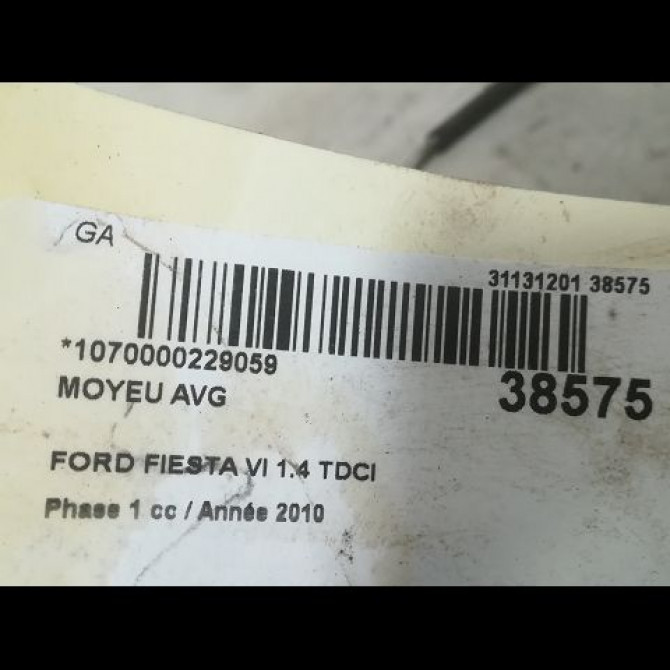 GA
31131201 38575
*1070000229059
38575
MOYEU AVG
FORD FIESTA VI 1.4 TDCI
Phase 1 cc / Année 2010